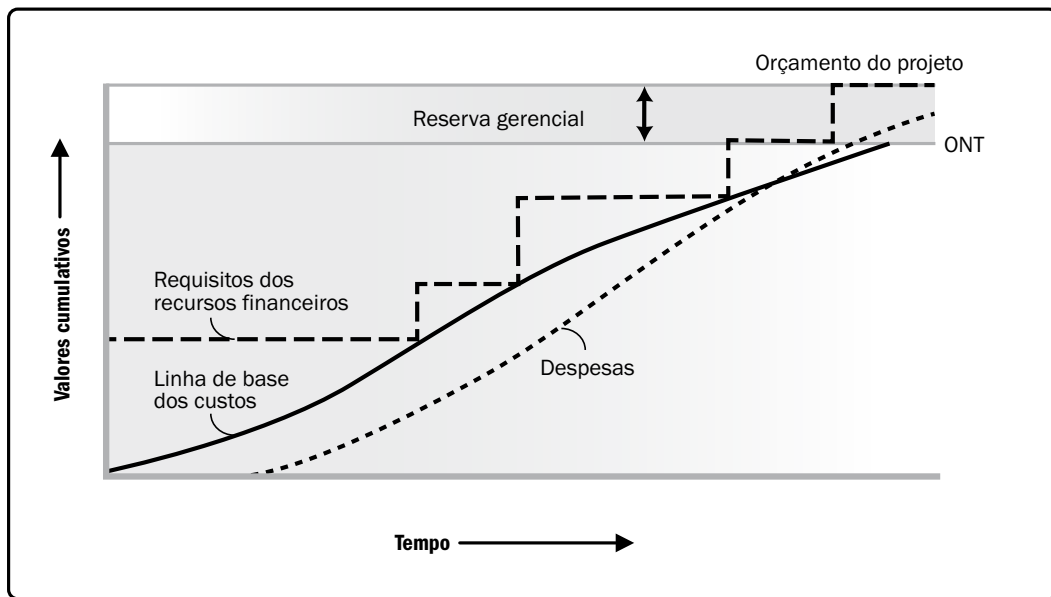 Orçamento do projeto
Reserva gerencial
ONT
Valores cumulativos
Requisitos dos
recursos financeiros
Linha de base
dos custos
Despesas
Tempo